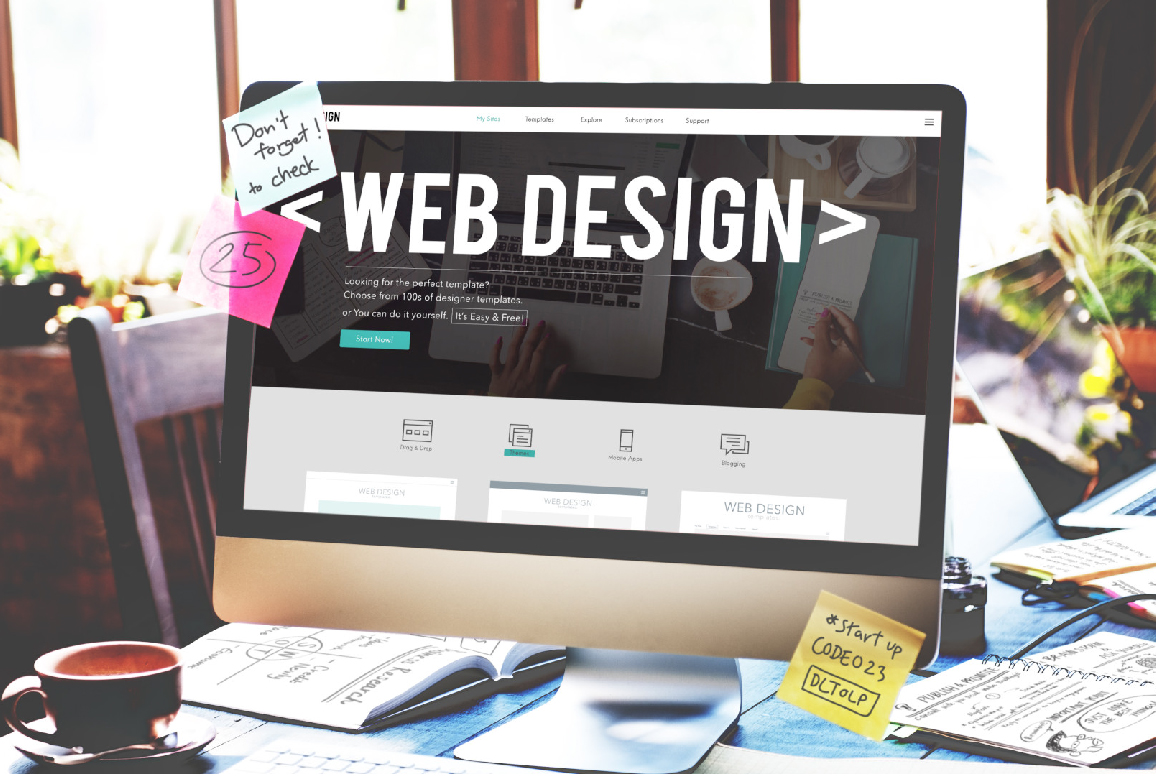 Don't
forget!
to check
25
IGN
My Sites Templates Explore Subscriptions Support
<WEB DESIGN>
Looking for the perfect template?
Choose from 100s of designer templates.
or You can do it yourself. It's Easy & Free!
Start Now!
Drag & Drop Themes Mobile Apps Blogging
WEB DESIGN
WEB DESIGN
WEB DESIGN
*Start up
CODE023
DLToLP
Research
PUBLISH &